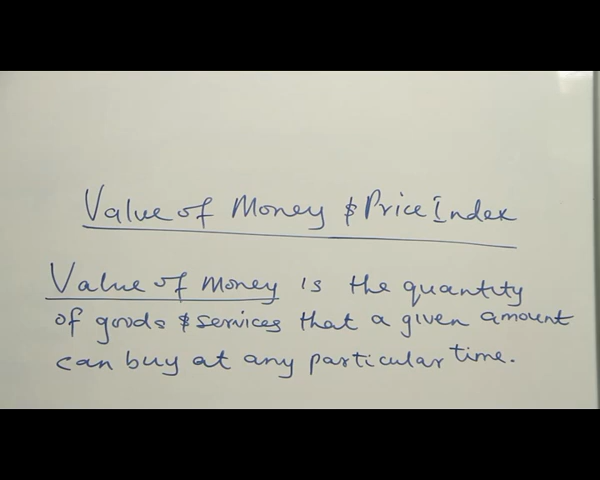 Value of Money & Price Index
Value of Money is the quantity
of goods & services that a given amount
can buy at any particular time.